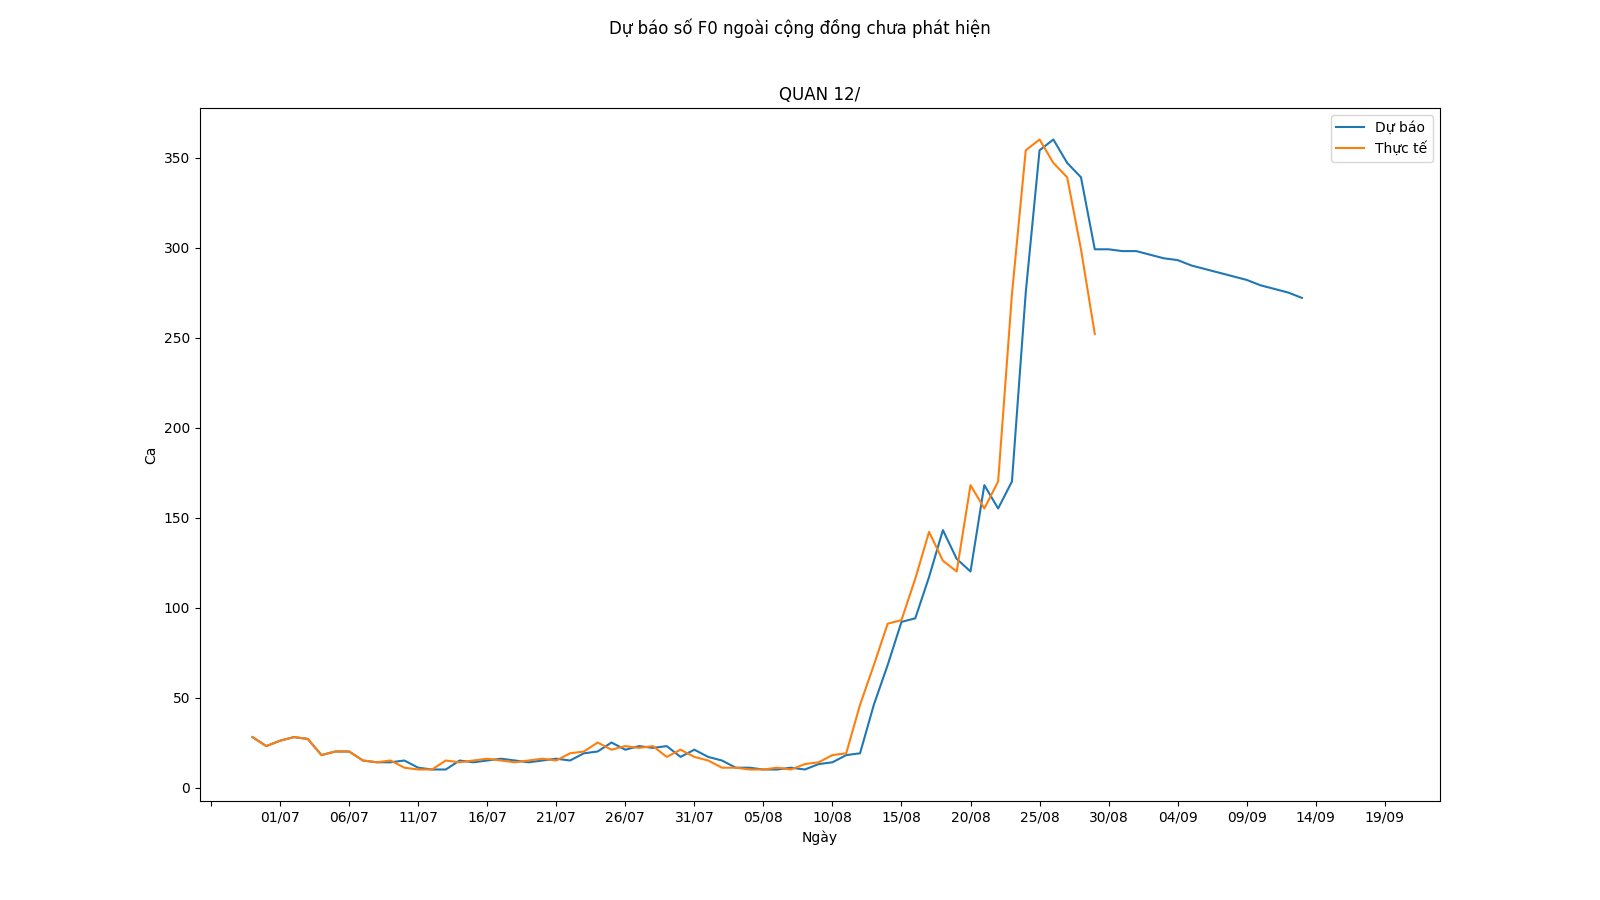 Dự báo số F0 ngoài cộng đồng chưa phát hiện
QUAN 12/
Dự báo
Thực tế
350
300
250
200
150
100
50
0
Ca
01/07 06/07 11/07 16/07 21/07 26/07 31/07 05/08 10/08 15/08 20/08 25/08 30/08 04/09 09/09 14/09 19/09
Ngày